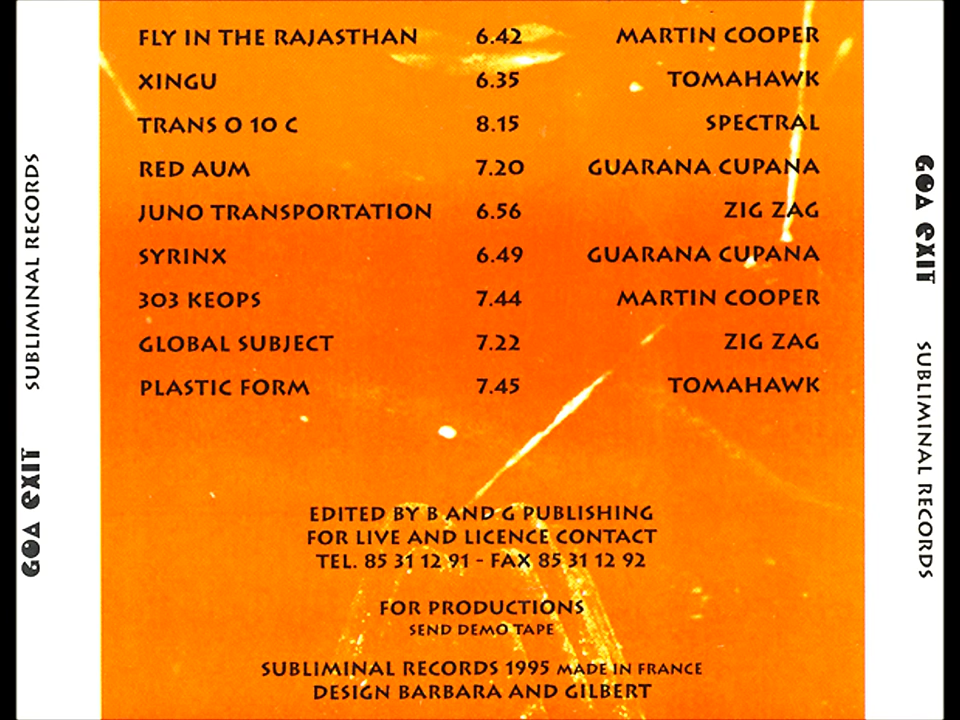 FLY IN THE RAJASTHAN 6.42 MARTIN COOPER
XINGU 6.35 TOMAHAWK
TRANS O 10 C 8.15 SPECTRAL
RED AUM 7.20 GUARANA CUPANA
JUNO TRANSPORTATION 6.56 ZIG ZAG
SYRINX 6.49 GUARANA CUPANA
303 KEOPS 7.44 MARTIN COOPER
GLOBAL SUBJECT 7.22 ZIG ZAG
PLASTIC FORM 7.45 TOMAHAWK
EDITED BY B AND G PUBLISHING
FOR LIVE AND LICENCE CONTACT
TEL. 85 31 12 91 - FAX 85 31 12 92
FOR PRODUCTIONS
SEND DEMO TAPE
SUBLIMINAL RECORDS 1995 MADE IN FRANCE
DESIGN BARBARA AND GILBERT
GOA EXIT SUBLIMINAL RECORDS
GOA EXIT SUBLIMINAL RECORDS